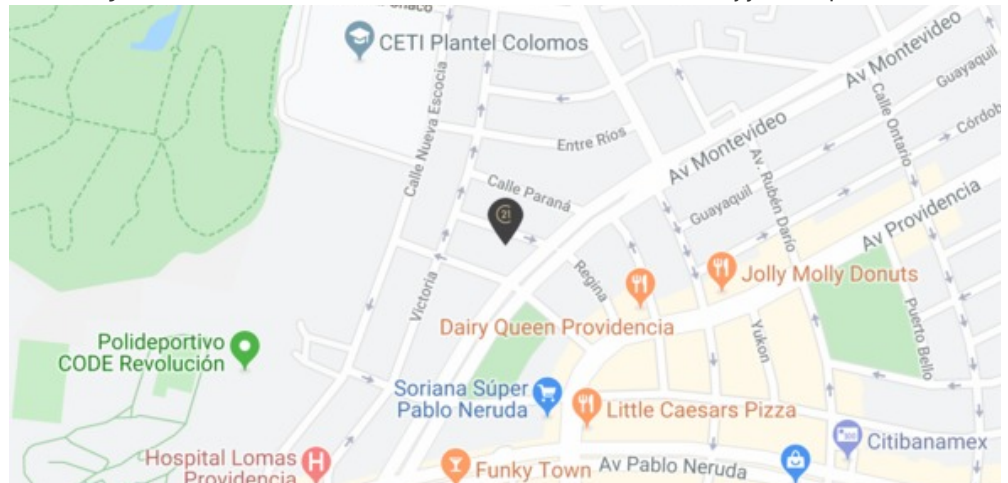 CETI Plantel Colomos
Calle Nueva Escocia
Entre Ríos
Av Montevideo
Guayaquil
Calle Ontario
Córdob
Av Montevideo
Calle Paraná
21
Guayaquil
Av. Rubén Darío
Av Providencia
Victoria
Regina
Jolly Molly Donuts
Dairy Queen Providencia
Yukon
Puerto Bello
Polideportivo
CODE Revolución
Soriana Súper
Pablo Neruda
Little Caesars Pizza
Citibanamex
Hospital Lomas
Providencia
Funky Town
Av Pablo Neruda